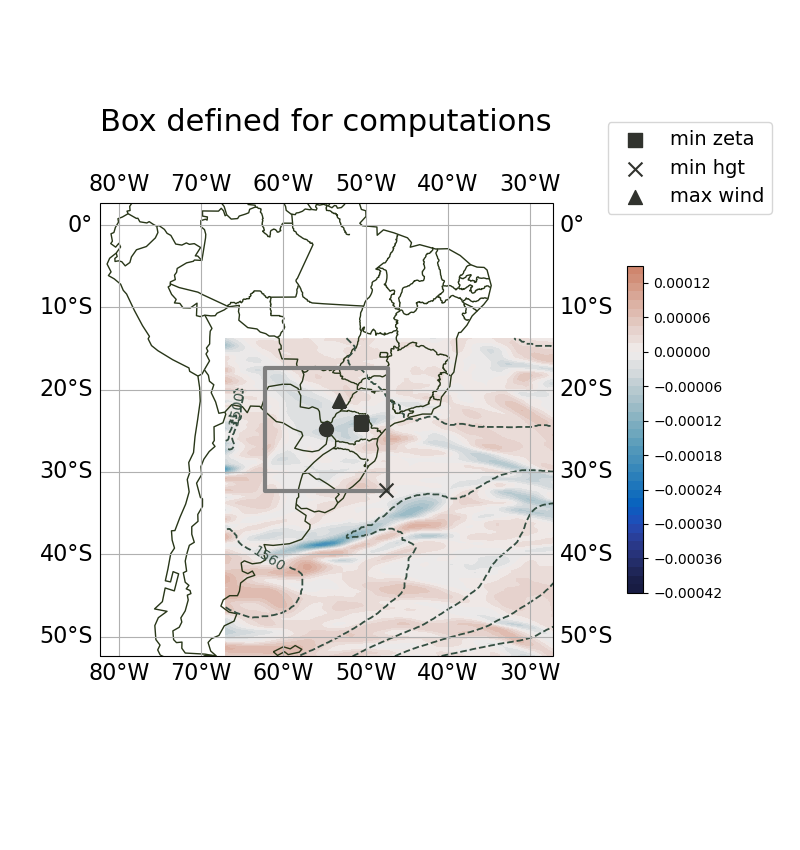 Box defined for computations
min zeta
min hgt
max wind
80°W 70°W 60°W 50°W 40°W 30°W
0° 0°
10°S 10°S
20°S 20°S
30°S 30°S
40°S 40°S
50°S 50°S
1560
80°W 70°W 60°W 50°W 40°W 30°W
0.00012
0.00006
0.00000
−0.00006
−0.00012
−0.00018
−0.00024
−0.00030
−0.00036
−0.00042